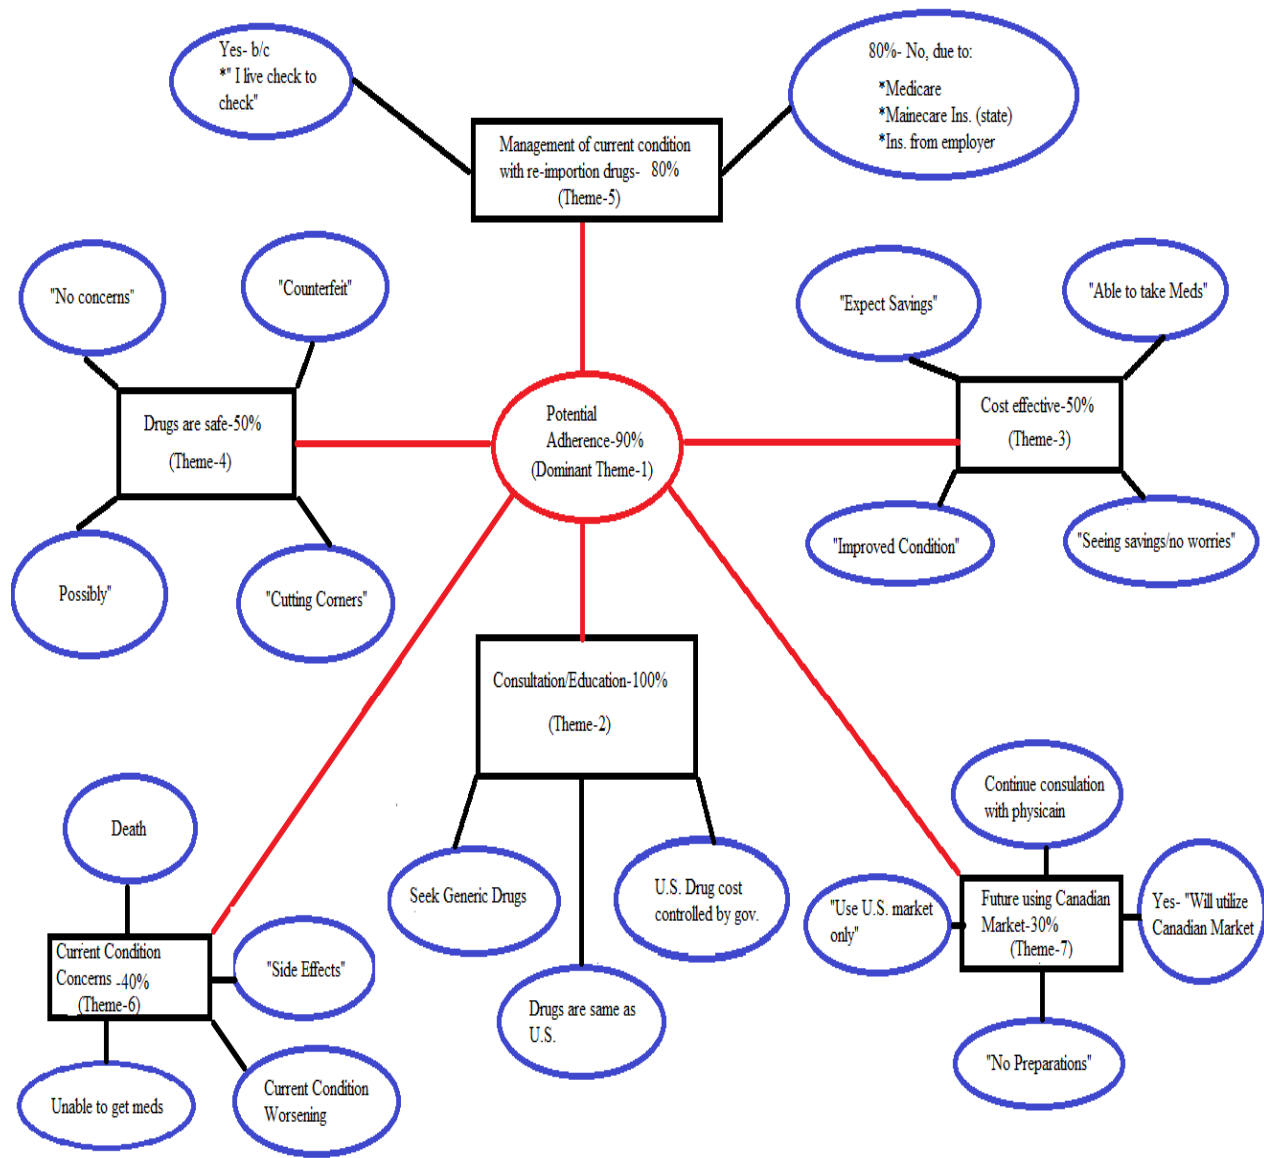 Yes- b/c
*" I live check to
check"
80%- No, due to:
*Medicare
*Mainecare Ins. (state)
*Ins. from employer
Management of current condition
with re-importion drugs- 80%
(Theme-5)
"No concerns"
"Counterfeit"
"Expect Savings"
"Able to take Meds"
Drugs are safe-50%
(Theme-4)
Potential
Adherence-90%
(Dominant Theme-1)
Cost effective-50%
(Theme-3)
Possibly"
"Cutting Corners"
"Improved Condition"
"Seeing savings/no worries"
Consultation/Education-100%
(Theme-2)
Death
Seek Generic Drugs
U.S. Drug cost
controlled by gov.
Drugs are same as
U.S.
Continue consulation
with physicain
"Use U.S. market
only"
Future using Canadian
Market-30%
(Theme-7)
Yes- "Will utilize
Canadian Market
"No Preparations"
Current Condition
Concerns -40%
(Theme-6)
"Side Effects"
Unable to get meds
Current Condition
Worsening